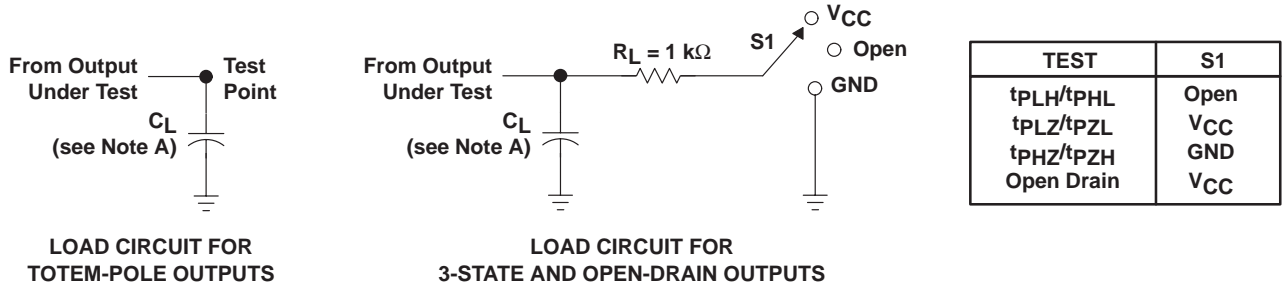 From Output
Under Test
Test
Point
CL
(see Note A)
LOAD CIRCUIT FOR
TOTEM-POLE OUTPUTS
From Output
Under Test
RL = 1 kΩ
S1
VCC
Open
GND
CL
(see Note A)
LOAD CIRCUIT FOR
3-STATE AND OPEN-DRAIN OUTPUTS
TEST S1
tPLH/tPHL Open
tPLZ/tPZL VCC
tPHZ/tPZH GND
Open Drain VCC